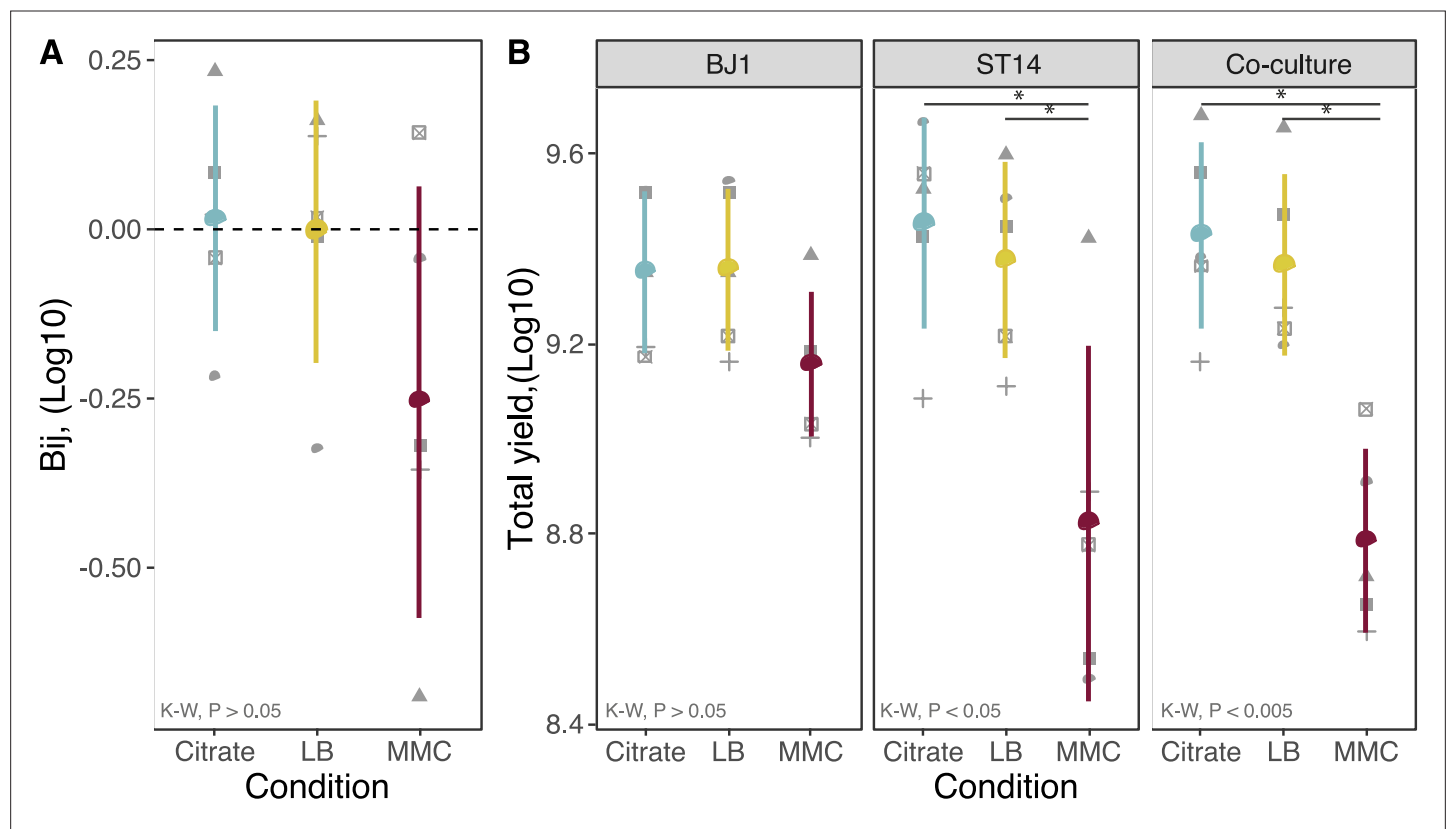 A
0.25
0.00
-0.25
-0.50
Bij, (Log10)
K-W, P > 0.05
Citrate LB MMC
Condition
B
BJ1 ST14 Co-culture
* *
* *
9.6
9.2
8.8
8.4
Total yield,(Log10)
K-W, P > 0.05 K-W, P < 0.05 K-W, P < 0.005
Citrate LB MMC Citrate LB MMC Citrate LB MMC
Condition